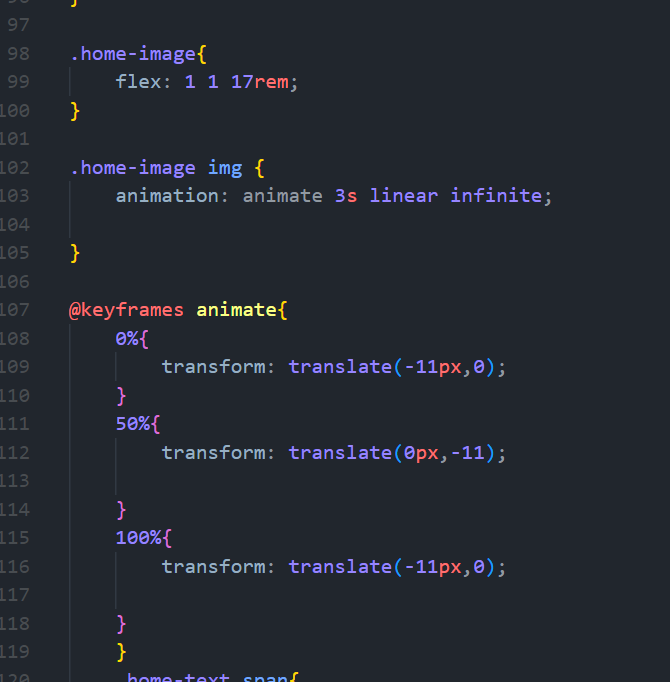 97
98 .home-image{
99 flex: 1 1 17rem;
100 }
101
102 .home-image img {
103 animation: animate 3s linear infinite;
104
105 }
106
107 @keyframes animate{
108 0%{
109 transform: translate(-11px,0);
110 }
111 50%{
112 transform: translate(0px,-11);
113
114 }
115 100%{
116 transform: translate(-11px,0);
117
118 }
119 }
120 .home-text span{